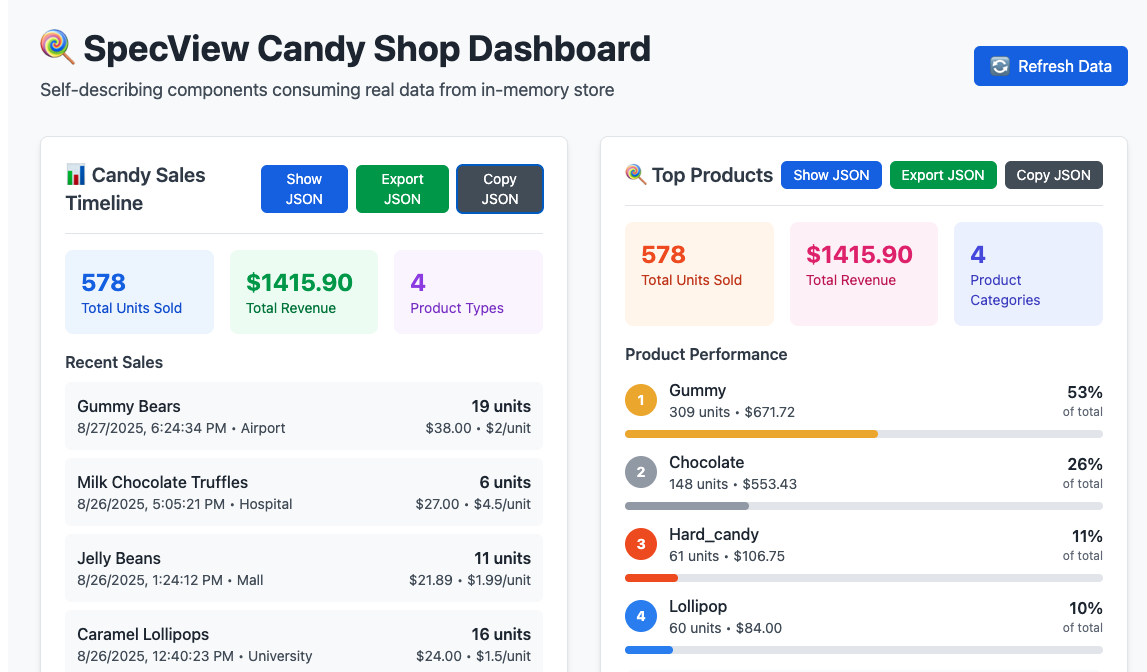 SpecView Candy Shop Dashboard
Self-describing components consuming real data from in-memory store
Refresh Data
Candy Sales
Timeline
Show
JSON
Export
JSON
Copy
JSON
578
Total Units Sold
$1415.90
Total Revenue
4
Product Types
Recent Sales
Gummy Bears
19 units
8/27/2025, 6:24:34 PM • Airport
$38.00 • $2/unit
Milk Chocolate Truffles
6 units
8/26/2025, 5:05:21 PM • Hospital
$27.00 • $4.5/unit
Jelly Beans
11 units
8/26/2025, 1:24:12 PM • Mall
$21.89 • $1.99/unit
Caramel Lollipops
16 units
8/26/2025, 12:40:23 PM • University
$24.00 • $1.5/unit
Top Products
Show JSON
Export JSON
Copy JSON
578
Total Units Sold
$1415.90
Total Revenue
4
Product
Categories
Product Performance
1
Gummy
309 units • $671.72
53%
of total
2
Chocolate
148 units • $553.43
26%
of total
3
Hard_candy
61 units • $106.75
11%
of total
4
Lollipop
60 units • $84.00
10%
of total